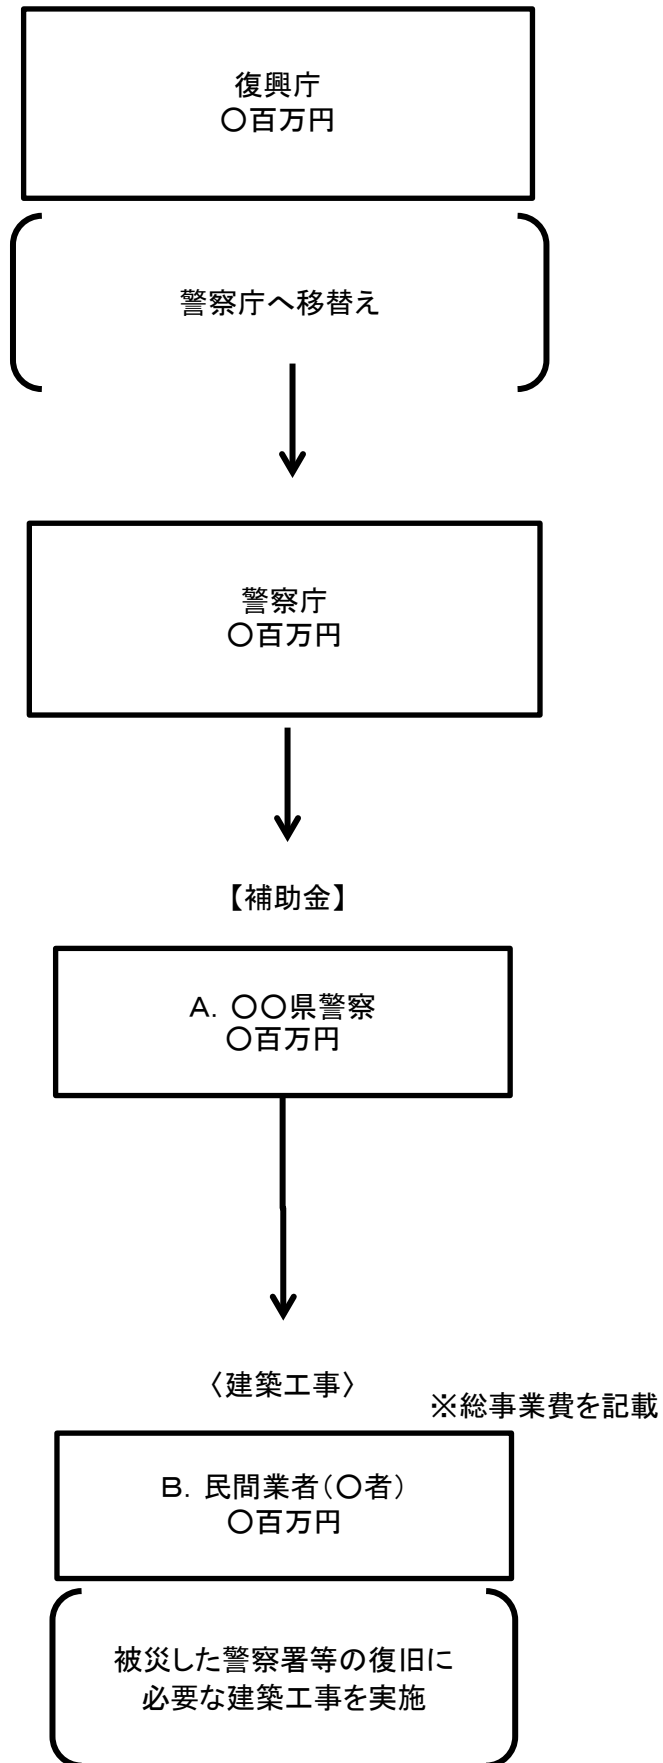 復興庁
〇百万円
警察庁へ移替え
警察庁
〇百万円
【補助金】
A．〇〇県警察
〇百万円
〈建築工事〉
※総事業費を記載
B．民間業者（〇者）
〇百万円
被災した警察署等の復旧に
必要な建築工事を実施